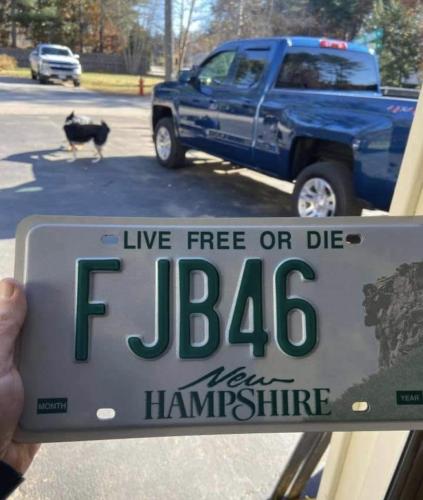 LIVE FREE OR DIE
FJB46
MONTH
New
HAMPSHIRE
YEAR